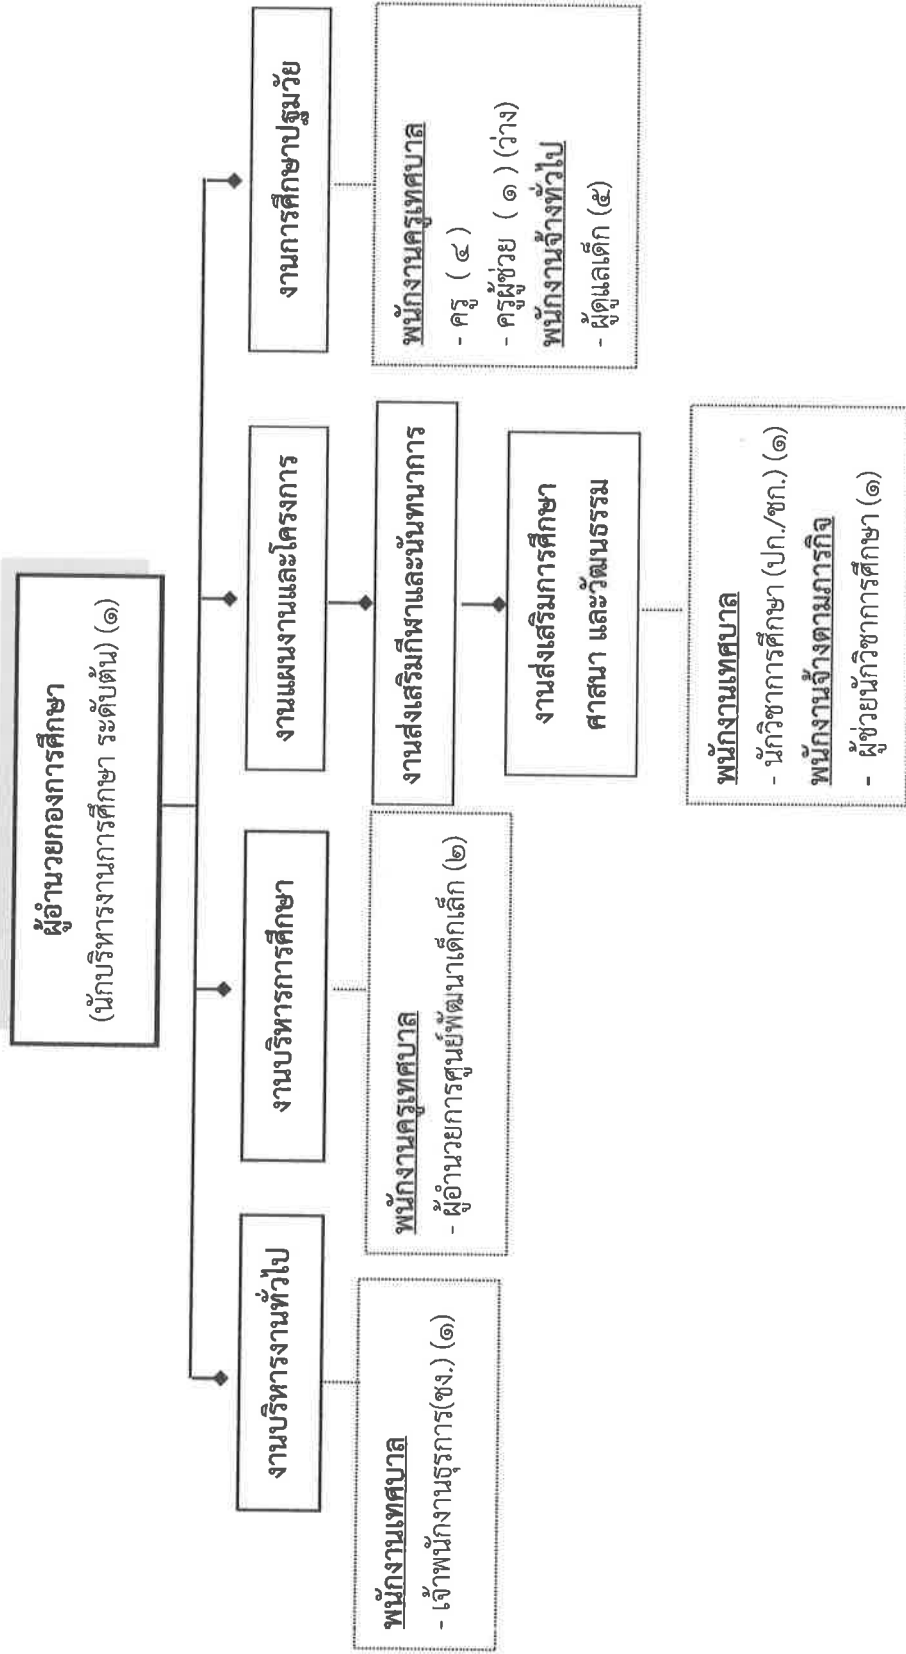 ผู้อำนวยกองการศึกษา
(นักบริหารงานการศึกษา ระดับต้น) (๑)
งานบริหารงานทั่วไป
พนักงานเทศบาล
- เจ้าพนักงานธุรการ(ชง.) (๑)
งานบริหารการศึกษา
พนักงานครูเทศบาล
- ผู้อำนวยการศูนย์พัฒนาเด็กเล็ก (๒)
งานแผนงานและโครงการ
งานส่งเสริมกีฬาและนันทนาการ
งานส่งเสริมการศึกษา
ศาสนา และวัฒนธรรม
พนักงานเทศบาล
- นักวิชาการศึกษา (ปก./ชก.) (๑)
พนักงานจ้างตามภารกิจ
- ผู้ช่วยนักวิชาการศึกษา (๑)
งานการศึกษาปฐมวัย
พนักงานครูเทศบาล
- ครู ( ๔ )
- ครูผู้ช่วย ( ๑ ) (ว่าง)
พนักงานจ้างทั่วไป
- ผู้ดูแลเด็ก (๕)